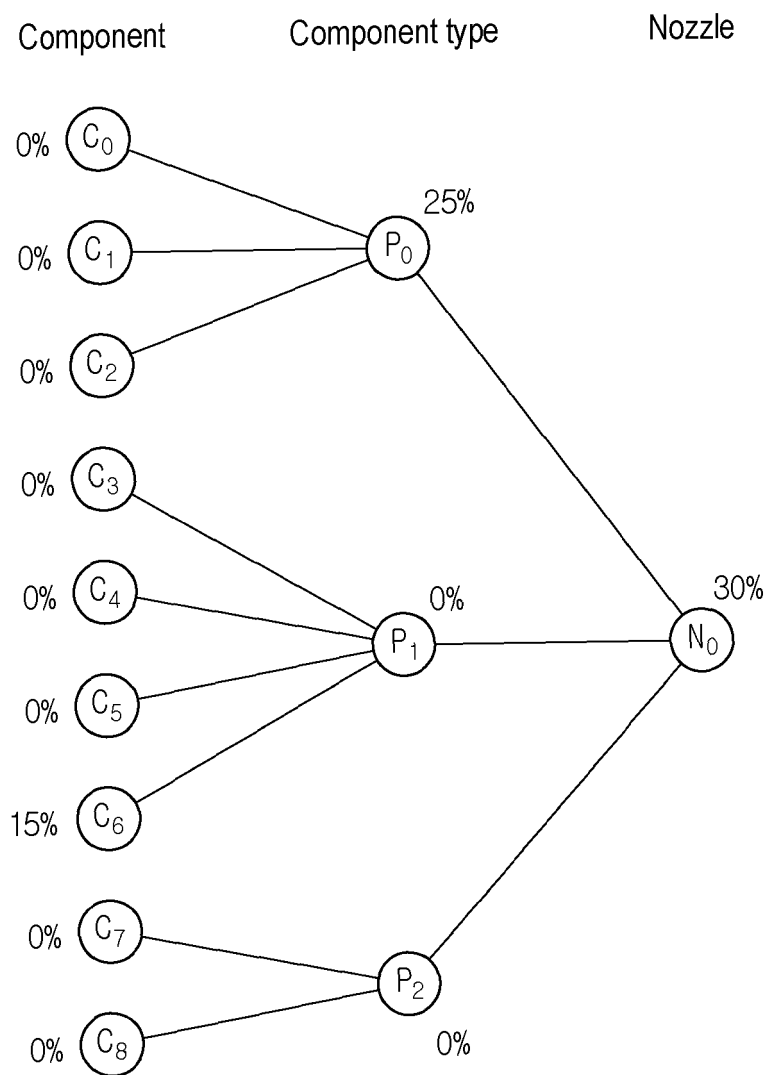 Component Component type Nozzle
0% C0
25%
0% C1 P0
0% C2
0% C3
0% C4 0% 30%
P1 N0
0% C5
15% C6
0% C7
P2
0% C8 0%